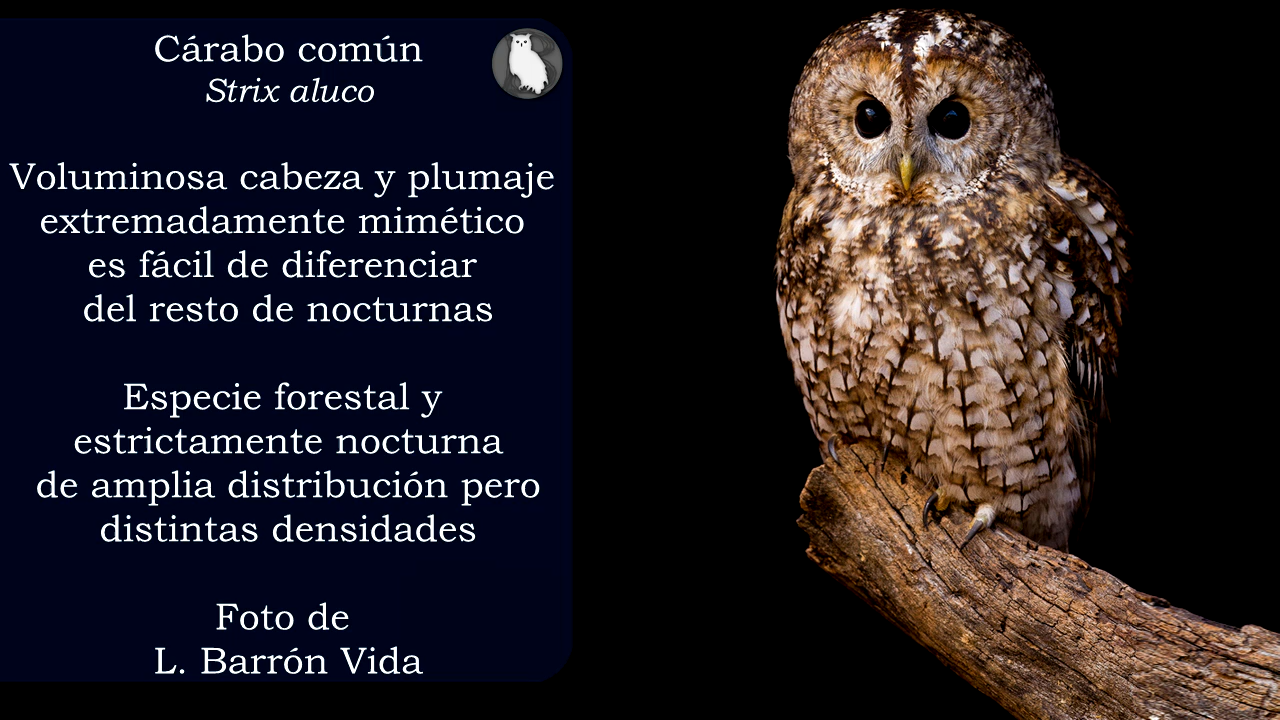 Cárabo común
Strix aluco
Voluminosa cabeza y plumaje
extremadamente mimético
es fácil de diferenciar
del resto de nocturnas
Especie forestal y
estrictamente nocturna
de amplia distribución pero
distintas densidades
Foto de
L. Barrón Vida